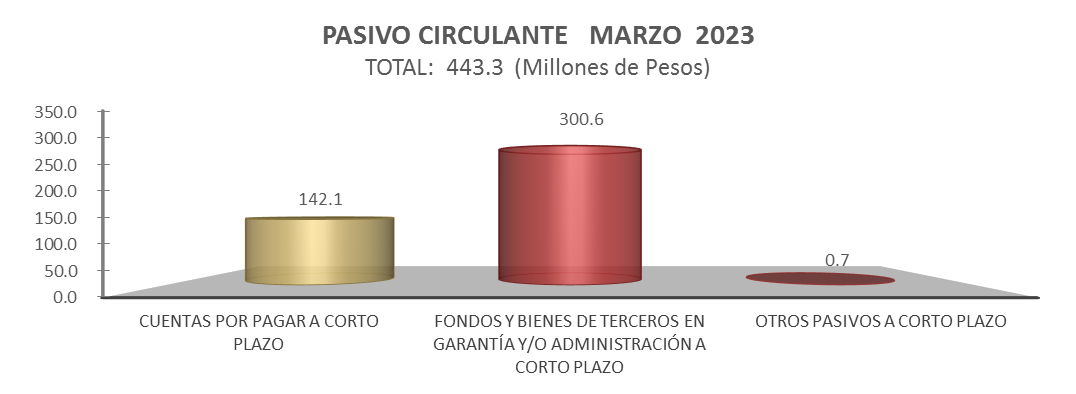 PASIVO CIRCULANTE   MARZO  2023
TOTAL:  443.3  (Millones de Pesos)
350.0
300.0
250.0
200.0
150.0
100.0
50.0
0.0
142.1
300.6
0.7
CUENTAS POR PAGAR A CORTO
PLAZO
FONDOS Y BIENES DE TERCEROS EN
GARANTÍA Y/O ADMINISTRACIÓN A
CORTO PLAZO
OTROS PASIVOS A CORTO PLAZO